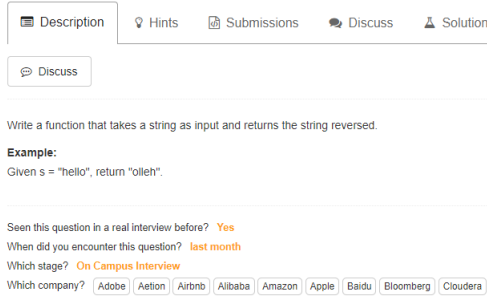 Description Hints Submissions Discuss Solution
Discuss
Write a function that takes a string as input and returns the string reversed.
Example:
Given s = "hello", return "olleh".
Seen this question in a real interview before? Yes
When did you encounter this question? last month
Which stage? On Campus Interview
Which company? Adobe Aetion Airbnb Alibaba Amazon Apple Baidu Bloomberg Cloudera